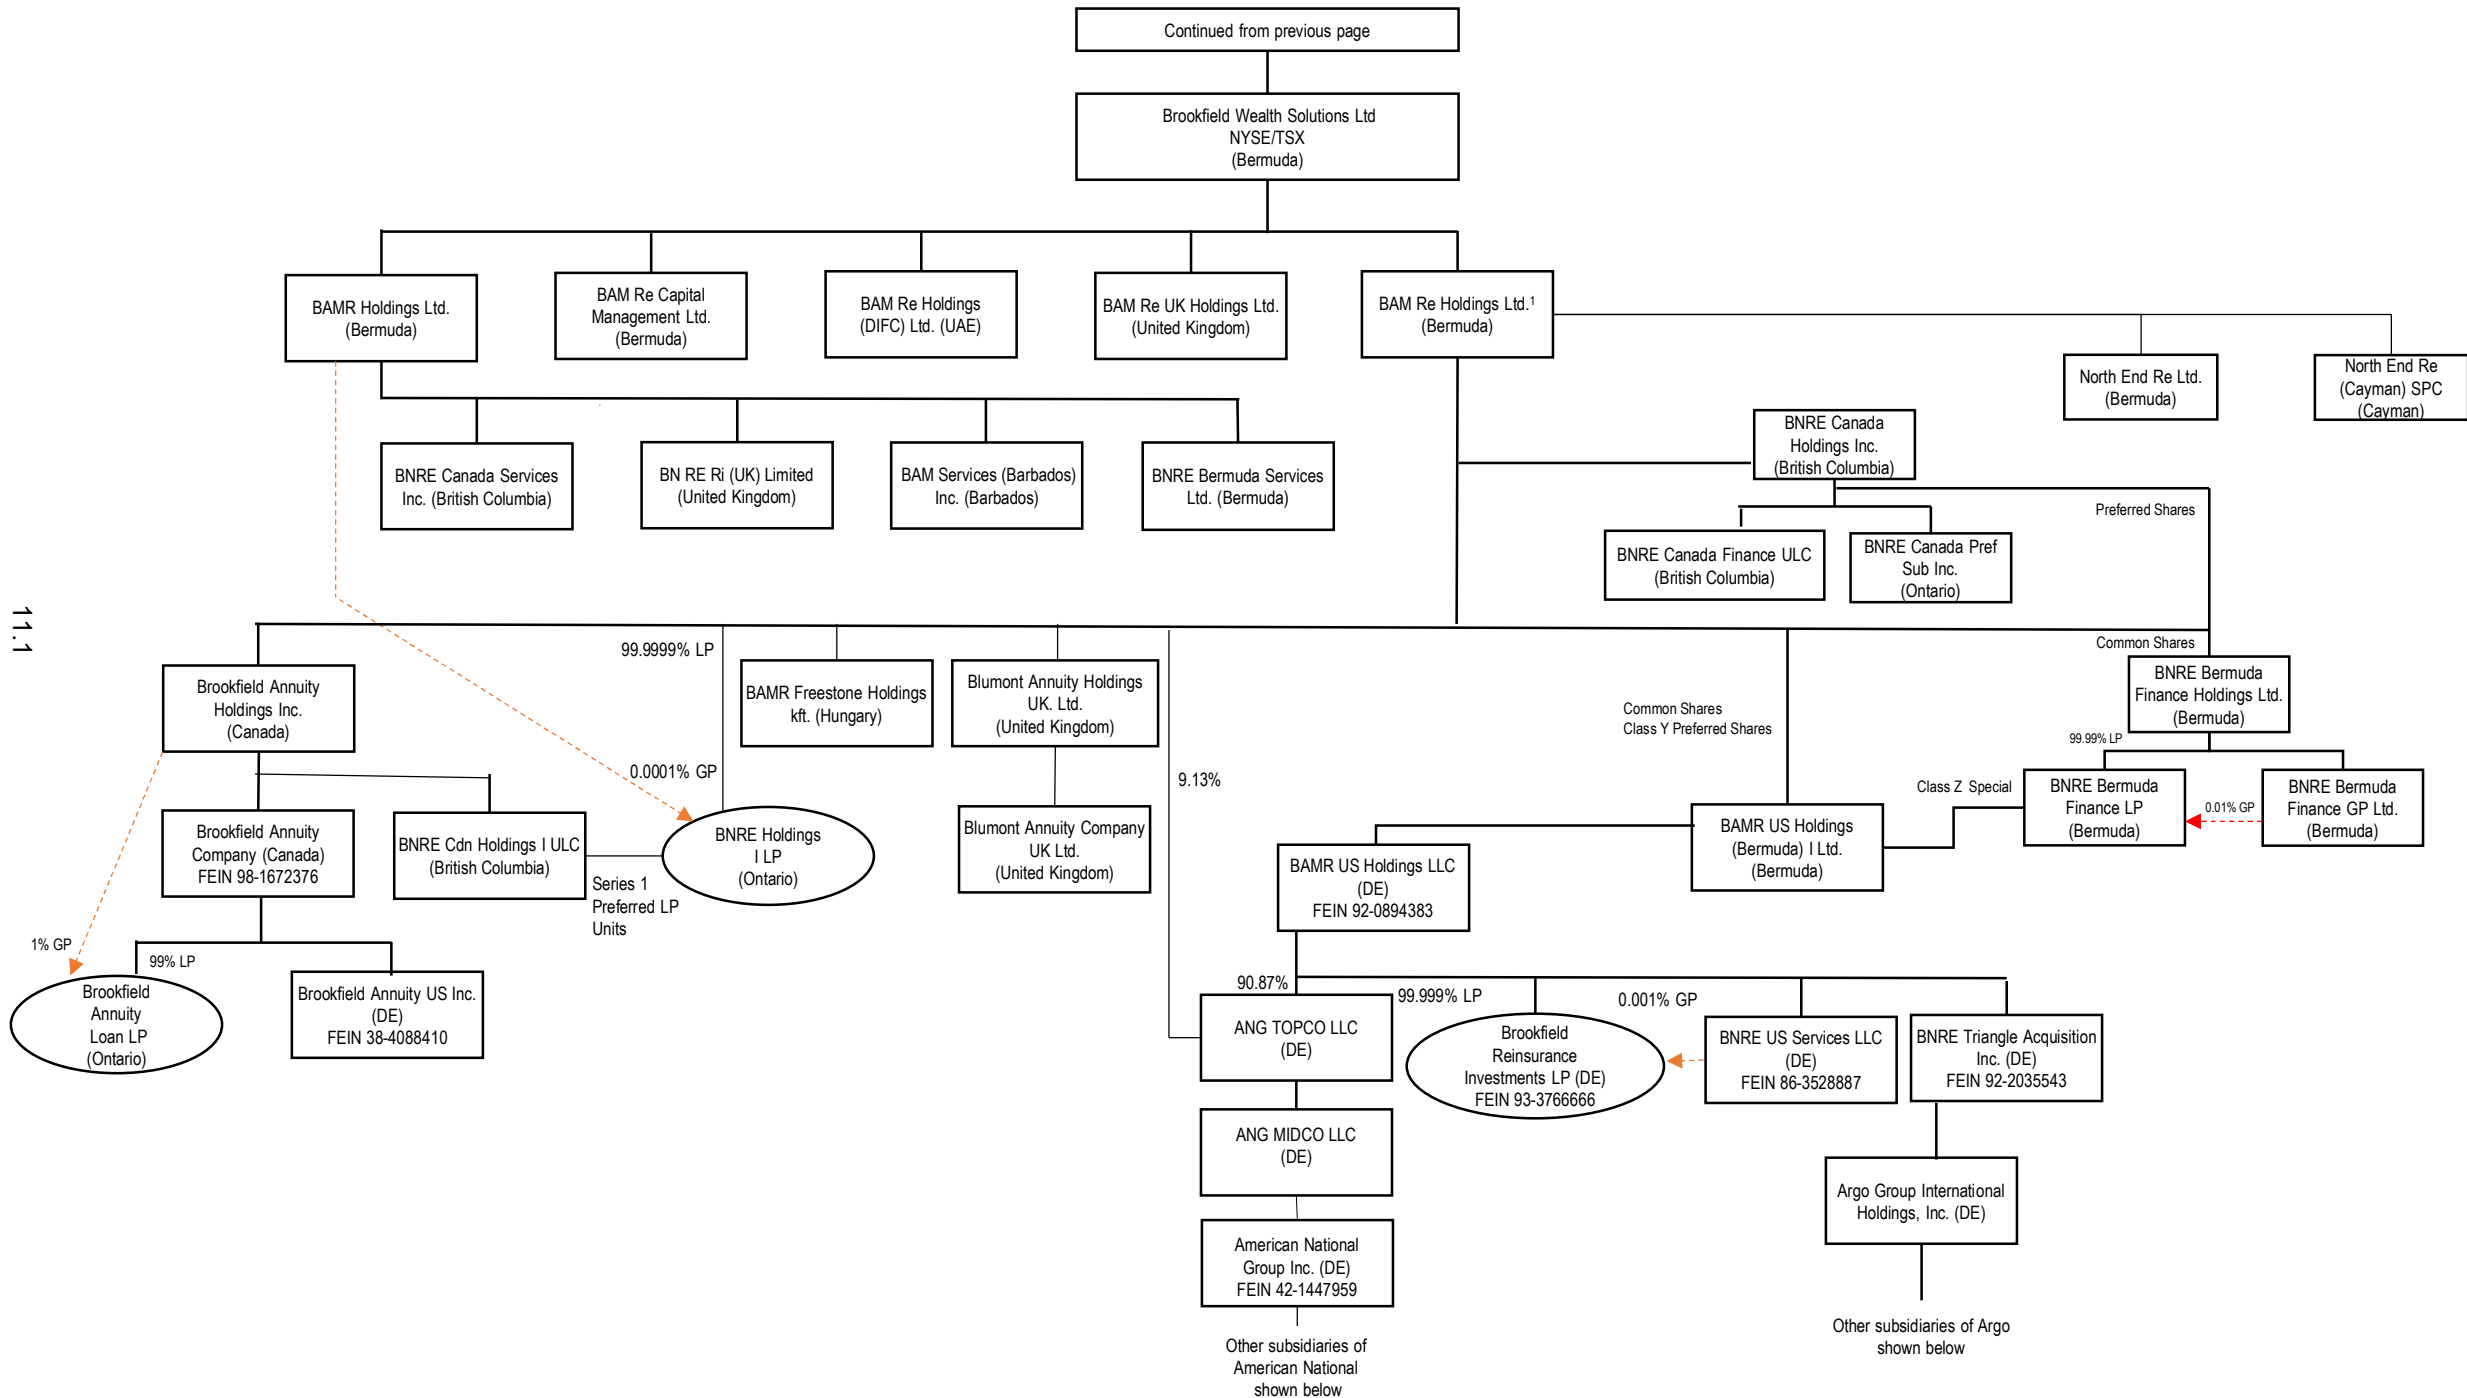 Continued from previous page
Brookfield Wealth Solutions Ltd
NYSE/TSX
(Bermuda)
BAMR Holdings Ltd.
(Bermuda)
BAM Re Capital
Management Ltd.
(Bermuda)
BAM Re Holdings
(DIFC) Ltd. (UAE)
BAM Re UK Holdings Ltd.
(United Kingdom)
BAM Re Holdings Ltd.¹
(Bermuda)
North End Re Ltd.
(Bermuda)
North End Re
(Cayman) SPC
(Cayman)
BNRE Canada Services
Inc. (British Columbia)
BN RE Ri (UK) Limited
(United Kingdom)
BAM Services (Barbados)
Inc. (Barbados)
BNRE Bermuda Services
Ltd. (Bermuda)
BNRE Canada
Holdings Inc.
(British Columbia)
Preferred Shares
BNRE Canada Finance ULC
(British Columbia)
BNRE Canada Pref
Sub Inc.
(Ontario)
11.1
Brookfield Annuity
Holdings Inc.
(Canada)
99.9999% LP
BAMR Freestone Holdings
kft. (Hungary)
Blumont Annuity Holdings
UK. Ltd.
(United Kingdom)
Common Shares
Class Y Preferred Shares
Common Shares
BNRE Bermuda
Finance Holdings Ltd.
(Bermuda)
99.99% LP
0.0001% GP
9.13%
Class Z Special
BNRE Bermuda
Finance LP
(Bermuda)
0.01% GP
BNRE Bermuda
Finance GP Ltd.
(Bermuda)
Brookfield Annuity
Company (Canada)
FEIN 98-1672376
BNRE Cdn Holdings I ULC
(British Columbia)
Series 1
Preferred LP
Units
BNRE Holdings
I LP
(Ontario)
Blumont Annuity Company
UK Ltd.
(United Kingdom)
BAMR US Holdings
(Bermuda) I Ltd.
(Bermuda)
BAMR US Holdings LLC
(DE)
FEIN 92-0894383
1% GP
99% LP
Brookfield
Annuity
Loan LP
(Ontario)
Brookfield Annuity US Inc.
(DE)
FEIN 38-4088410
90.87%
99.999% LP
0.001% GP
ANG TOPCO LLC
(DE)
Brookfield
Reinsurance
Investments LP (DE)
FEIN 93-3766666
BNRE US Services LLC
(DE)
FEIN 86-3528887
BNRE Triangle Acquisition
Inc. (DE)
FEIN 92-2035543
ANG MIDCO LLC
(DE)
Argo Group International
Holdings, Inc. (DE)
American National
Group Inc. (DE)
FEIN 42-1447959
Other subsidiaries of Argo
shown below
Other subsidiaries of
American National
shown below